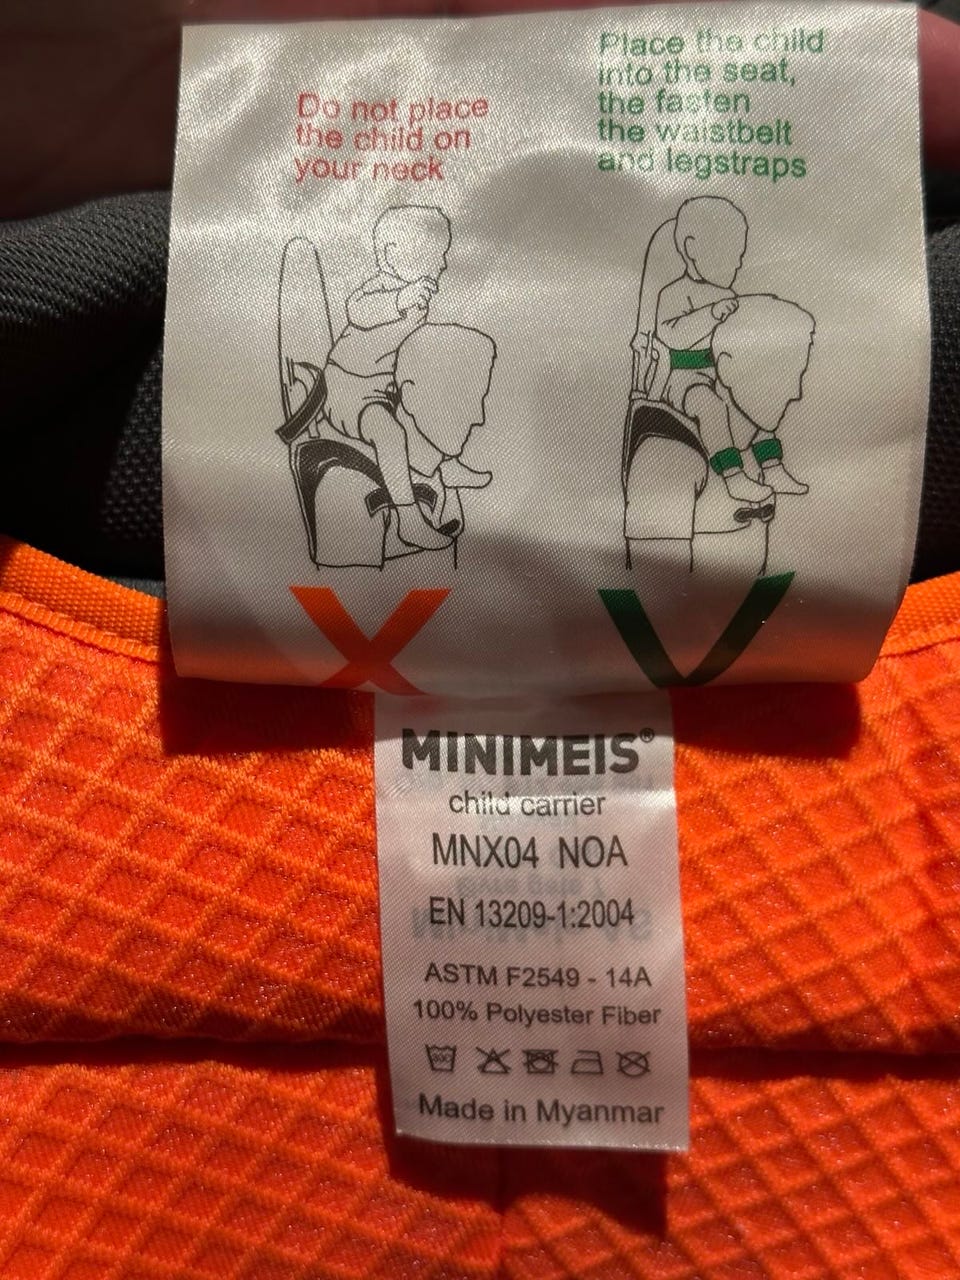 Do not place
the child on
your neck
Place the child
into the seat,
the fasten
the waistbelt
and legstraps
MINIMEIS®
child carrier
MNX04 NOA
EN 13209-1:2004
ASTM F2549 - 14A
100% Polyester Fiber
Made in Myanmar